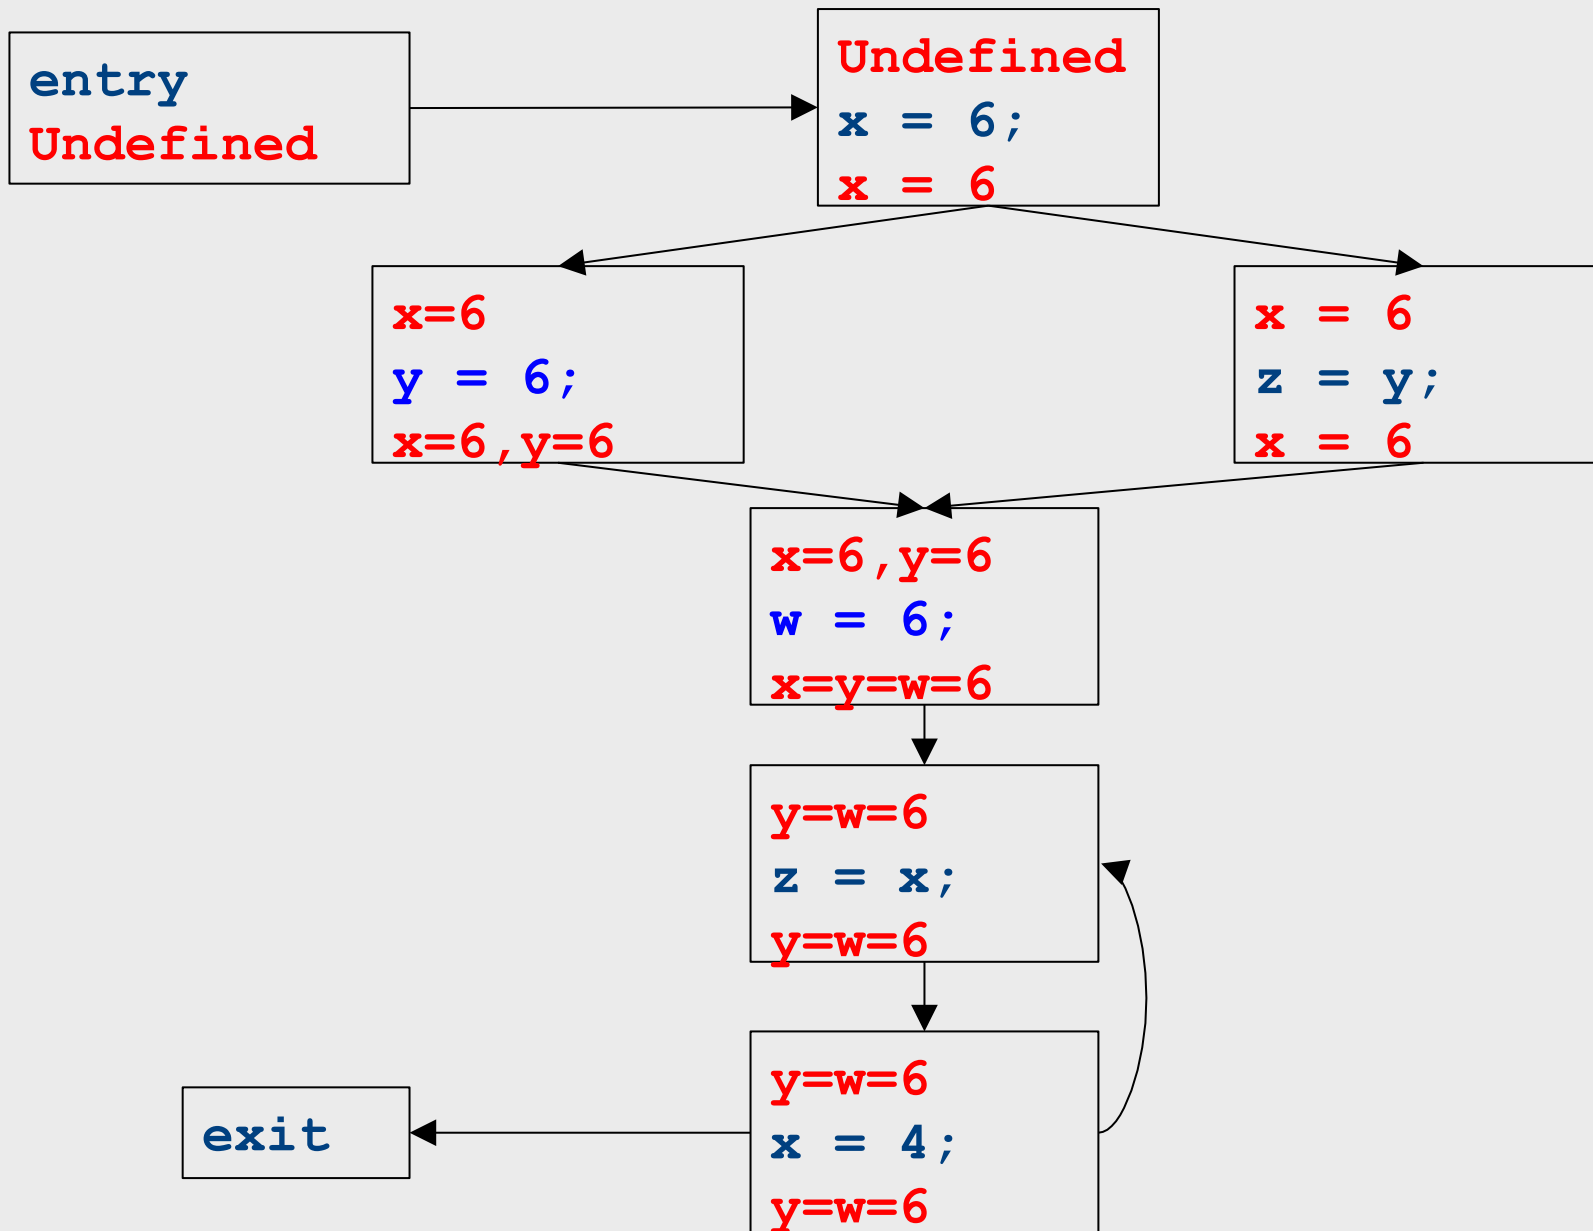 entry
Undefined
Undefined
x = 6;
x = 6
x=6
y = 6;
x=6,y=6
x = 6
z = y;
x = 6
x=6,y=6
w = 6;
x=y=w=6
y=w=6
z = x;
y=w=6
y=w=6
x = 4;
y=w=6
exit